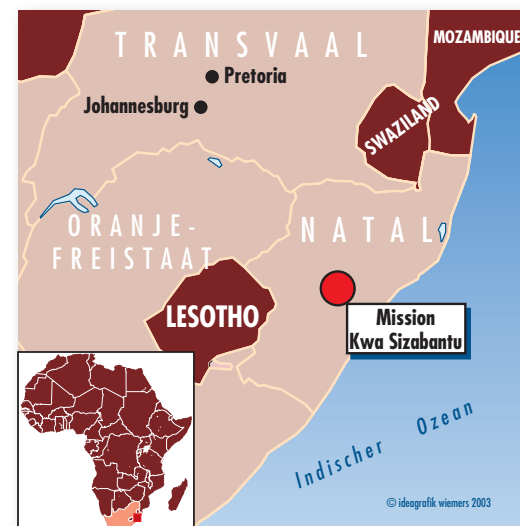 TRANSVAAL
MOZAMBIQUE
Pretoria
Johannesburg
SWAZILAND
ORANJE-
FREISTAAT
NATAL
LESOTHO
Mission
Kwa Sizabantu
Indischer Ozean
© ideografik wiemers 2003